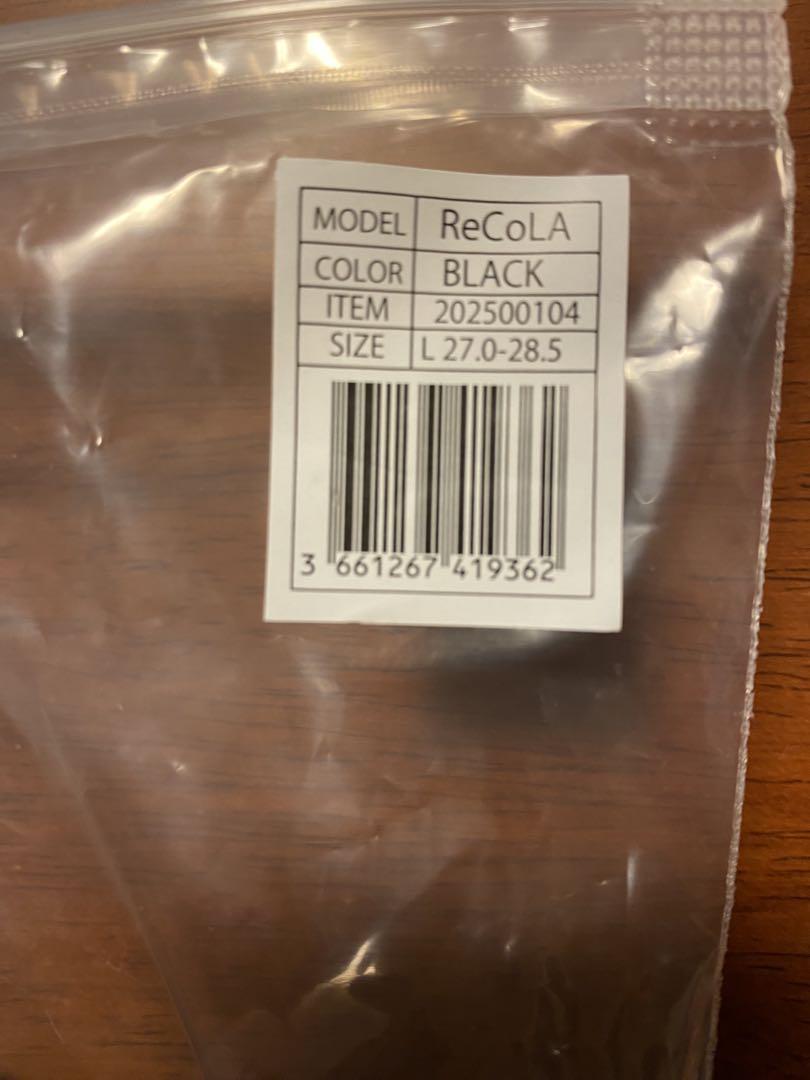 MODEL ReCoLA
COLOR BLACK
ITEM 202500104
SIZE L 27.0-28.5
3 661267 419362